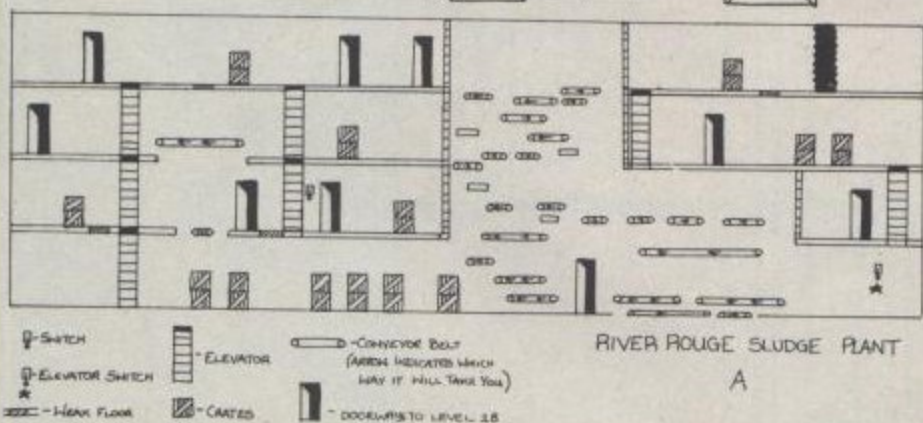 - SWITCH
- ELEVATOR SWITCH
- WEAK FLOOR
- ELEVATOR
- CRATES
- CONVEYOR BELT
(ARROW INDICATES WHICH
WAY IT WILL TAKE YOU)
- DOORWAY TO LEVEL 1B
RIVER ROUGE SLUDGE PLANT
A